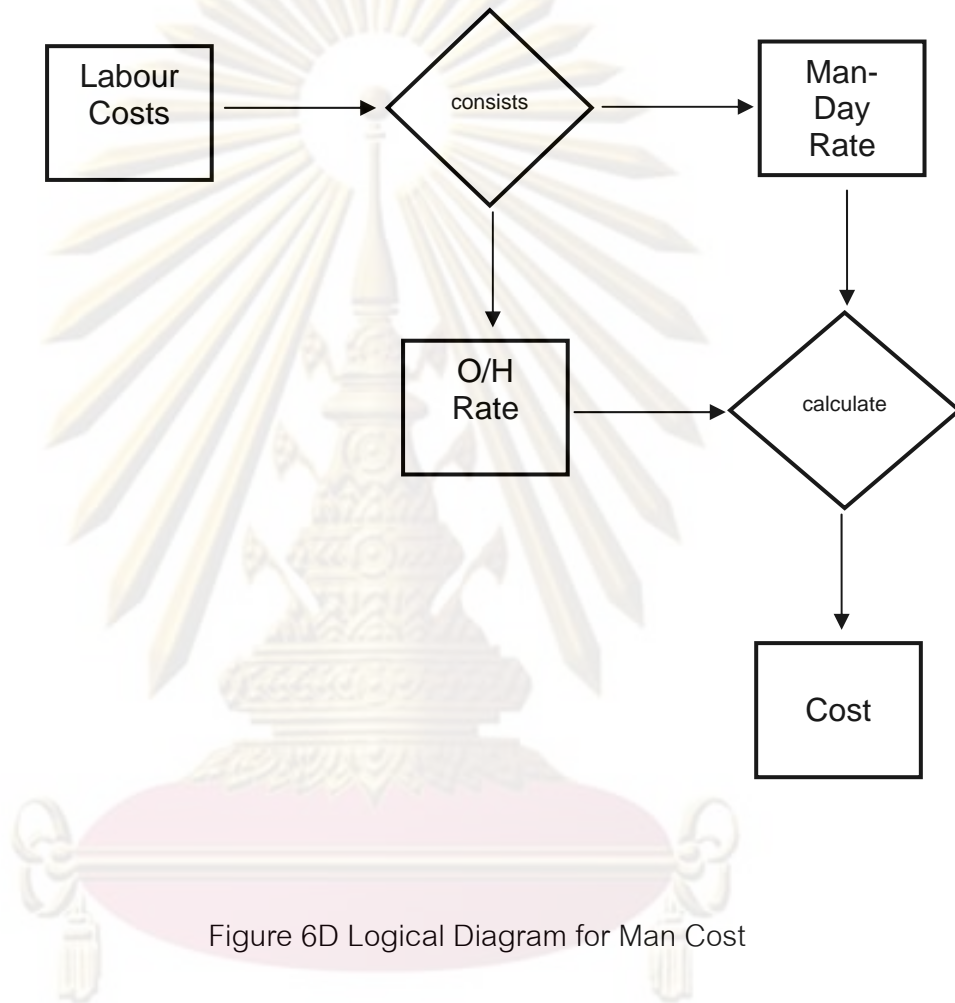 Labour
Costs
consists
Man-
Day
Rate
O/H
Rate
calculate
Cost
Figure 6D Logical Diagram for Man Cost